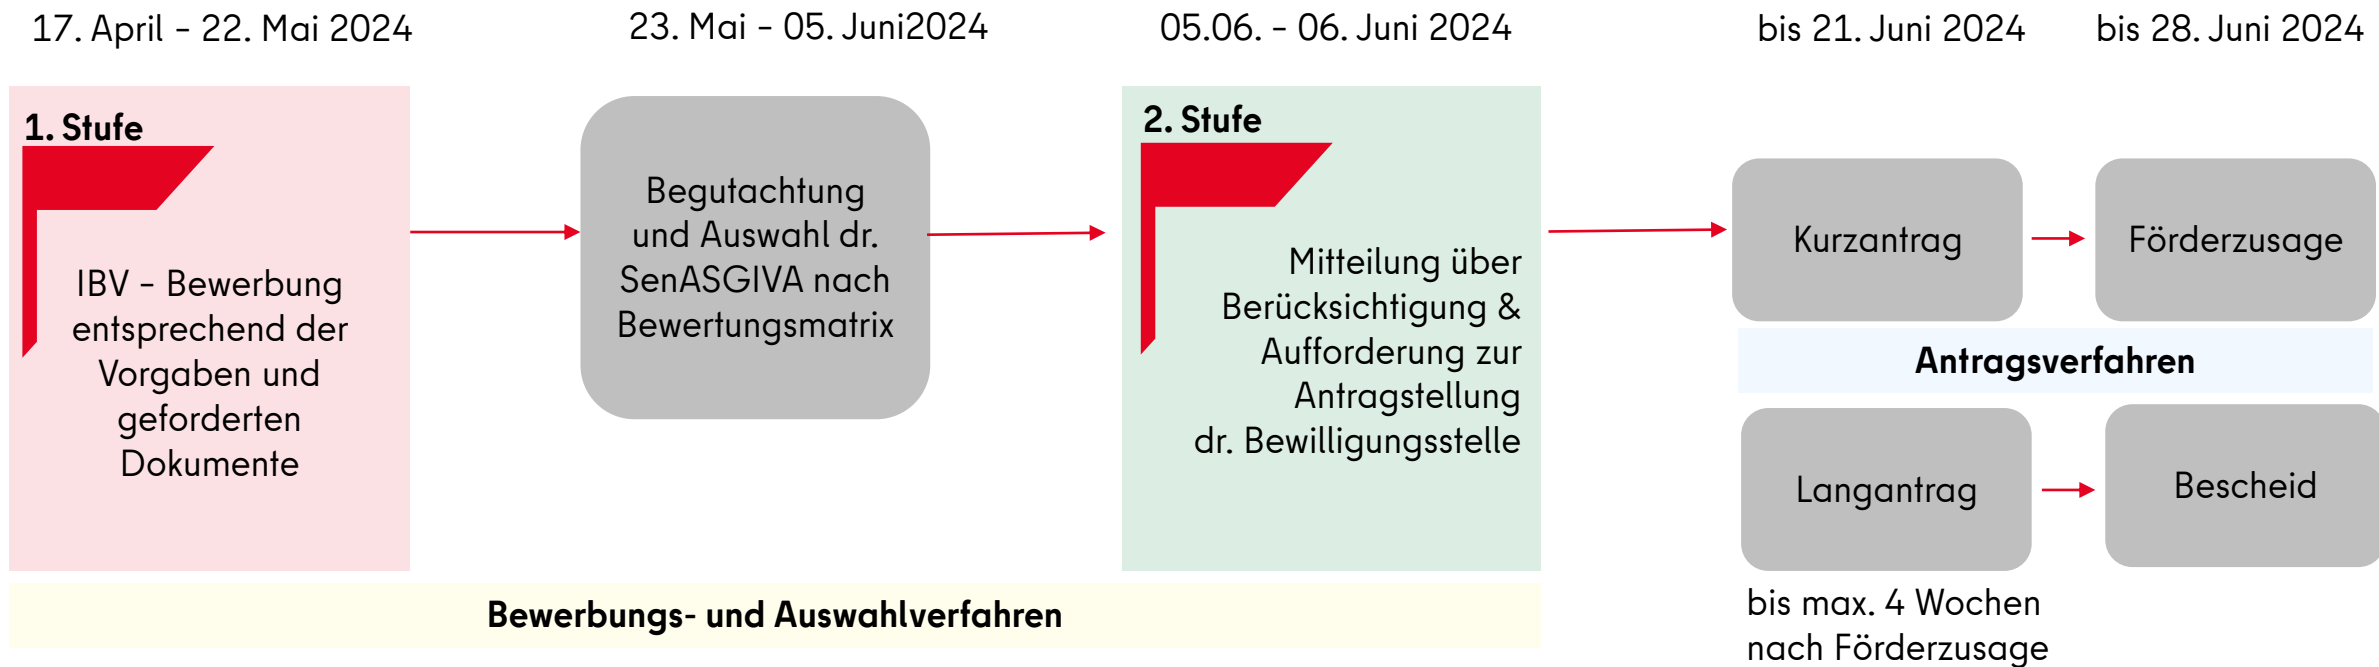 17. April – 22. Mai 2024
23. Mai – 05. Juni2024
05.06. – 06. Juni 2024
bis 21. Juni 2024
bis 28. Juni 2024
1. Stufe
IBV – Bewerbung
entsprechend der
Vorgaben und
geforderten
Dokumente
Begutachtung
und Auswahl dr.
SenASGIVA nach
Bewertungsmatrix
2. Stufe
Mitteilung über
Berücksichtigung &
Aufforderung zur
Antragstellung
dr. Bewilligungsstelle
Kurzantrag
Förderzusage
Antragsverfahren
Langantrag
Bescheid
bis max. 4 Wochen
nach Förderzusage
Bewerbungs- und Auswahlverfahren